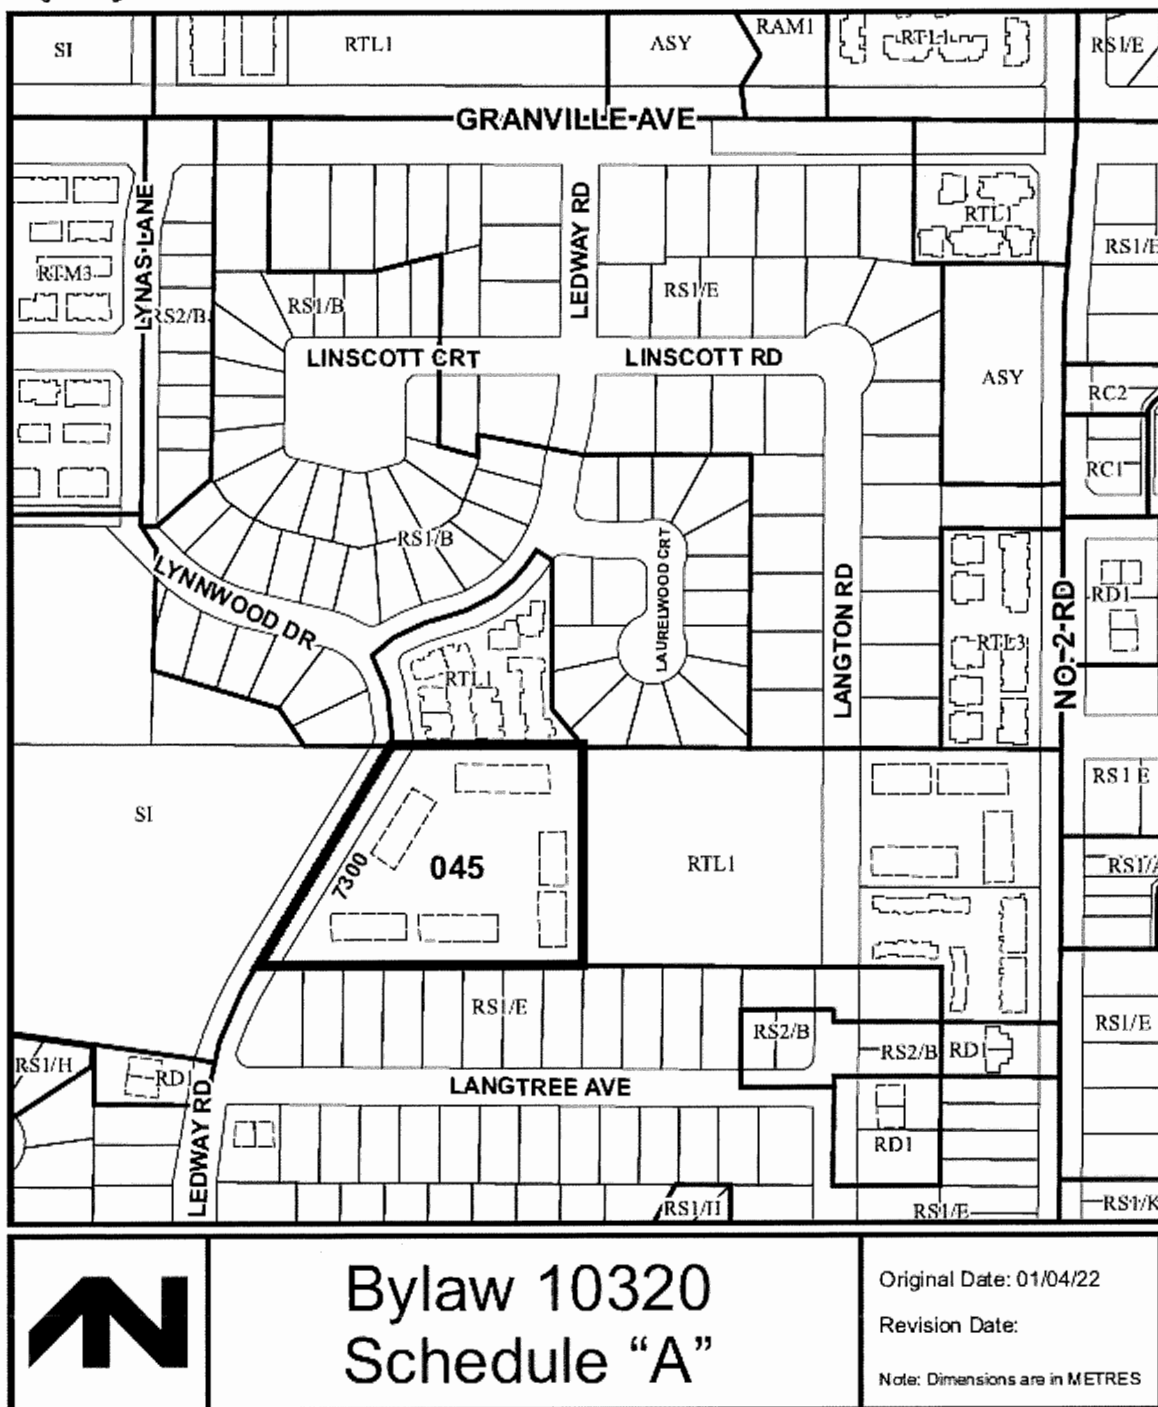 SI
RTL1
ASY
RAM1
RTL1
RS1/E
GRANVILLE AVE
LYNAS LANE
LEDWAY RD
RTL1
RTM3
RS2/B
RS1/B
RS1/E
RS1/E
LINSCOTT CRT
LINSCOTT RD
ASY
RC2
RC1
RS1/B
LYNNWOOD DR
LAURELWOOD CRT
LANGTON RD
NO. 2 RD
RD1
RTL3
RTL1
SI
7300
045
RTL1
RS1 E
RS1/A
RS1/E
RS2/B
RS2/B
RD1
RS1/E
RS1/H
RD1
LEDWAY RD
LANGTREE AVE
RD1
RS1/H
RS1/E
RS1/K
Bylaw 10320
Schedule “A”
Original Date: 01/04/22
Revision Date:
Note: Dimensions are in METRES